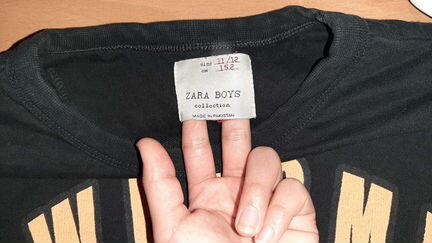 size 11/12
cm 152
ZARA BOYS
collection
MADE IN PAKISTAN